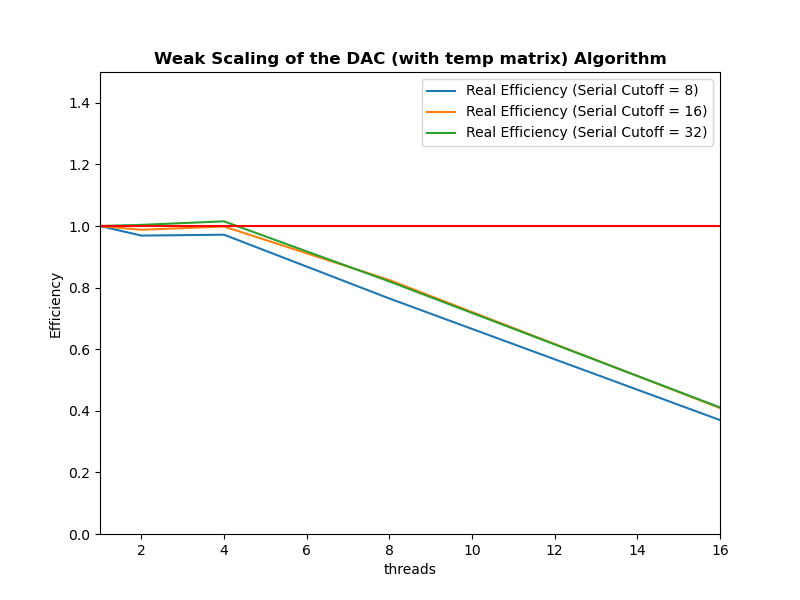 Weak Scaling of the DAC (with temp matrix) Algorithm
Real Efficiency (Serial Cutoff = 8)
Real Efficiency (Serial Cutoff = 16)
Real Efficiency (Serial Cutoff = 32)
1.4
1.2
1.0
0.8
0.6
0.4
0.2
0.0
Efficiency
2 4 6 8 10 12 14 16
threads